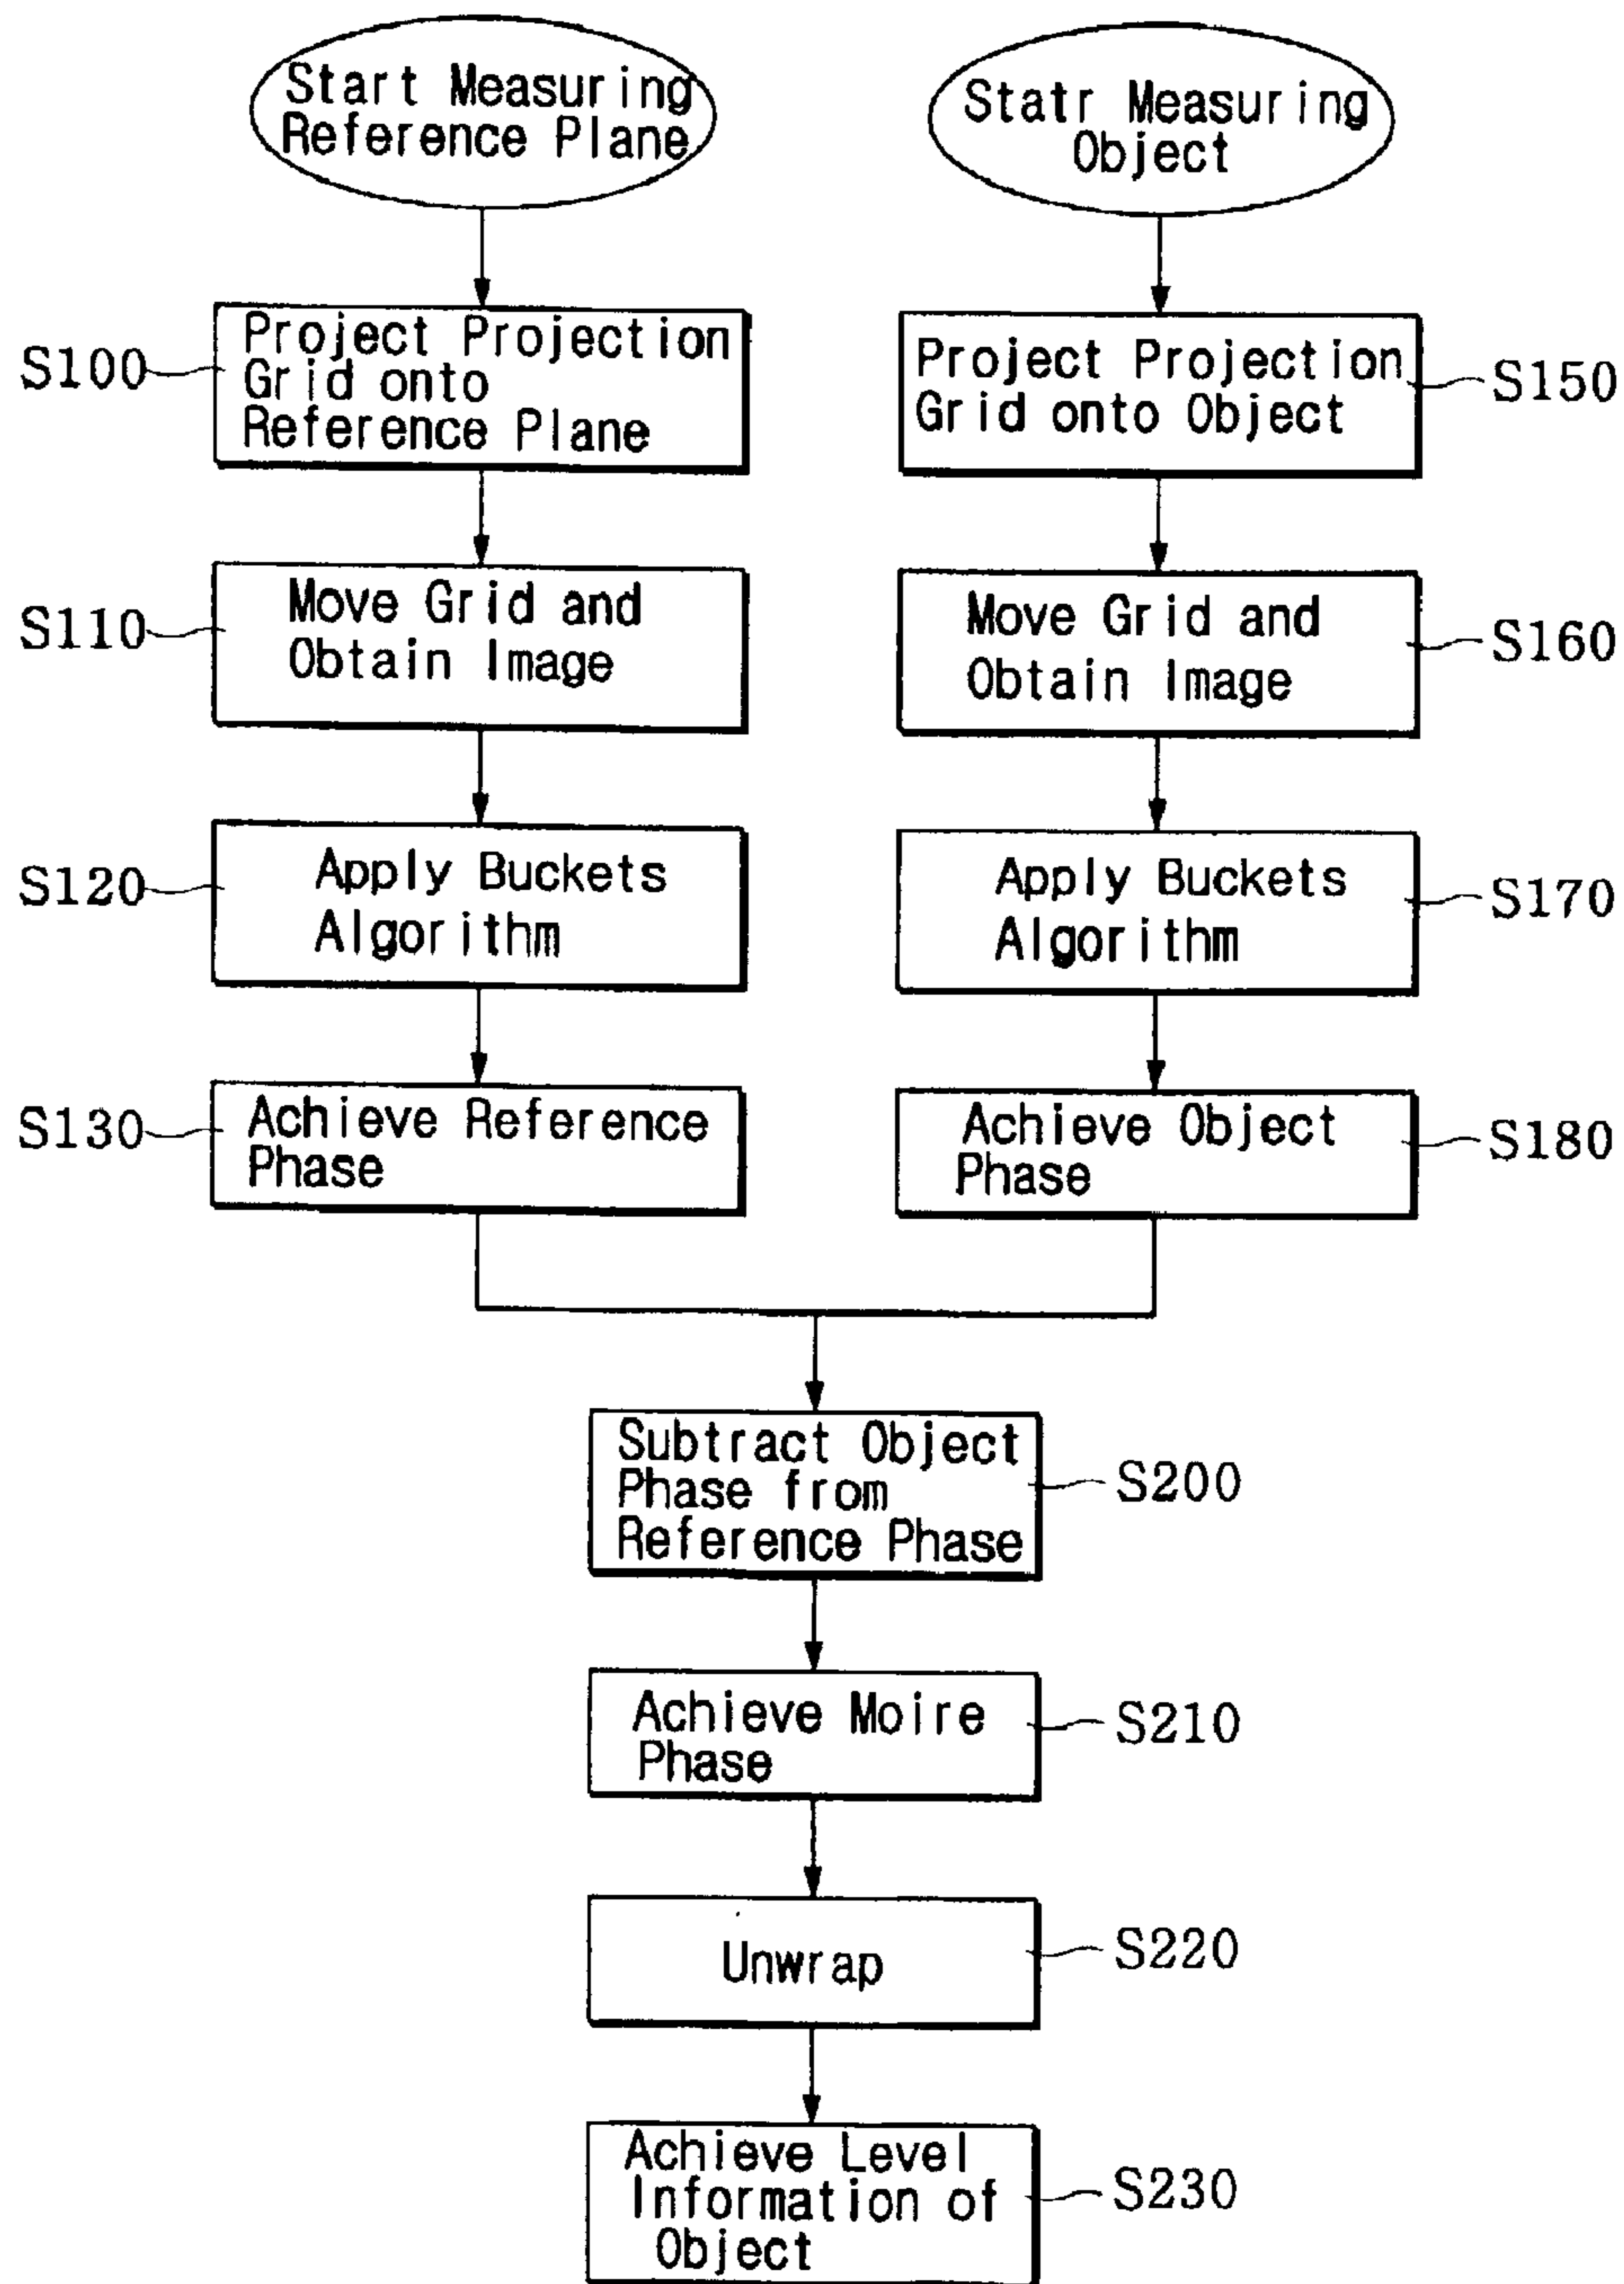 Start Measuring
Reference Plane
Statr Measuring
Object
S100
Project Projection
Grid onto
Reference Plane
Project Projection
Grid onto Object
S150
S110
Move Grid and
Obtain Image
Move Grid and
Obtain Image
S160
S120
Apply Buckets
Algorithm
Apply Buckets
Algorithm
S170
S130
Achieve Reference
Phase
Achieve Object
Phase
S180
Subtract Object
Phase from
Reference Phase
S200
Achieve Moire
Phase
S210
Unwrap
S220
Achieve Level
Information of
Object
S230